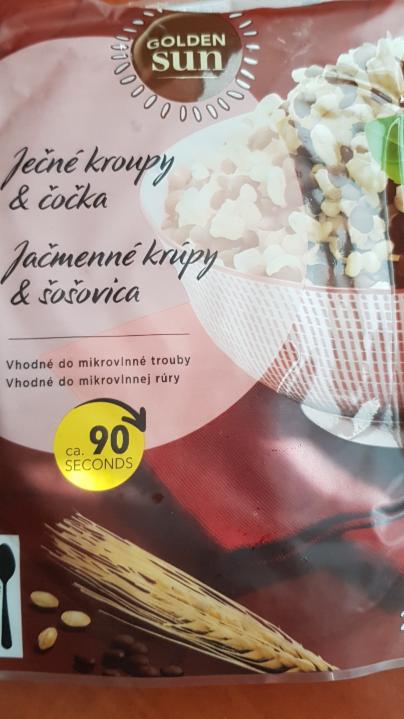 GOLDEN
sun
Ječné kroupy
& čočka
Jačmenné krúpy
& šošovica
Vhodné do mikrovlnné trouby
Vhodné do mikrovlnnej rúry
ca. 90
SECONDS